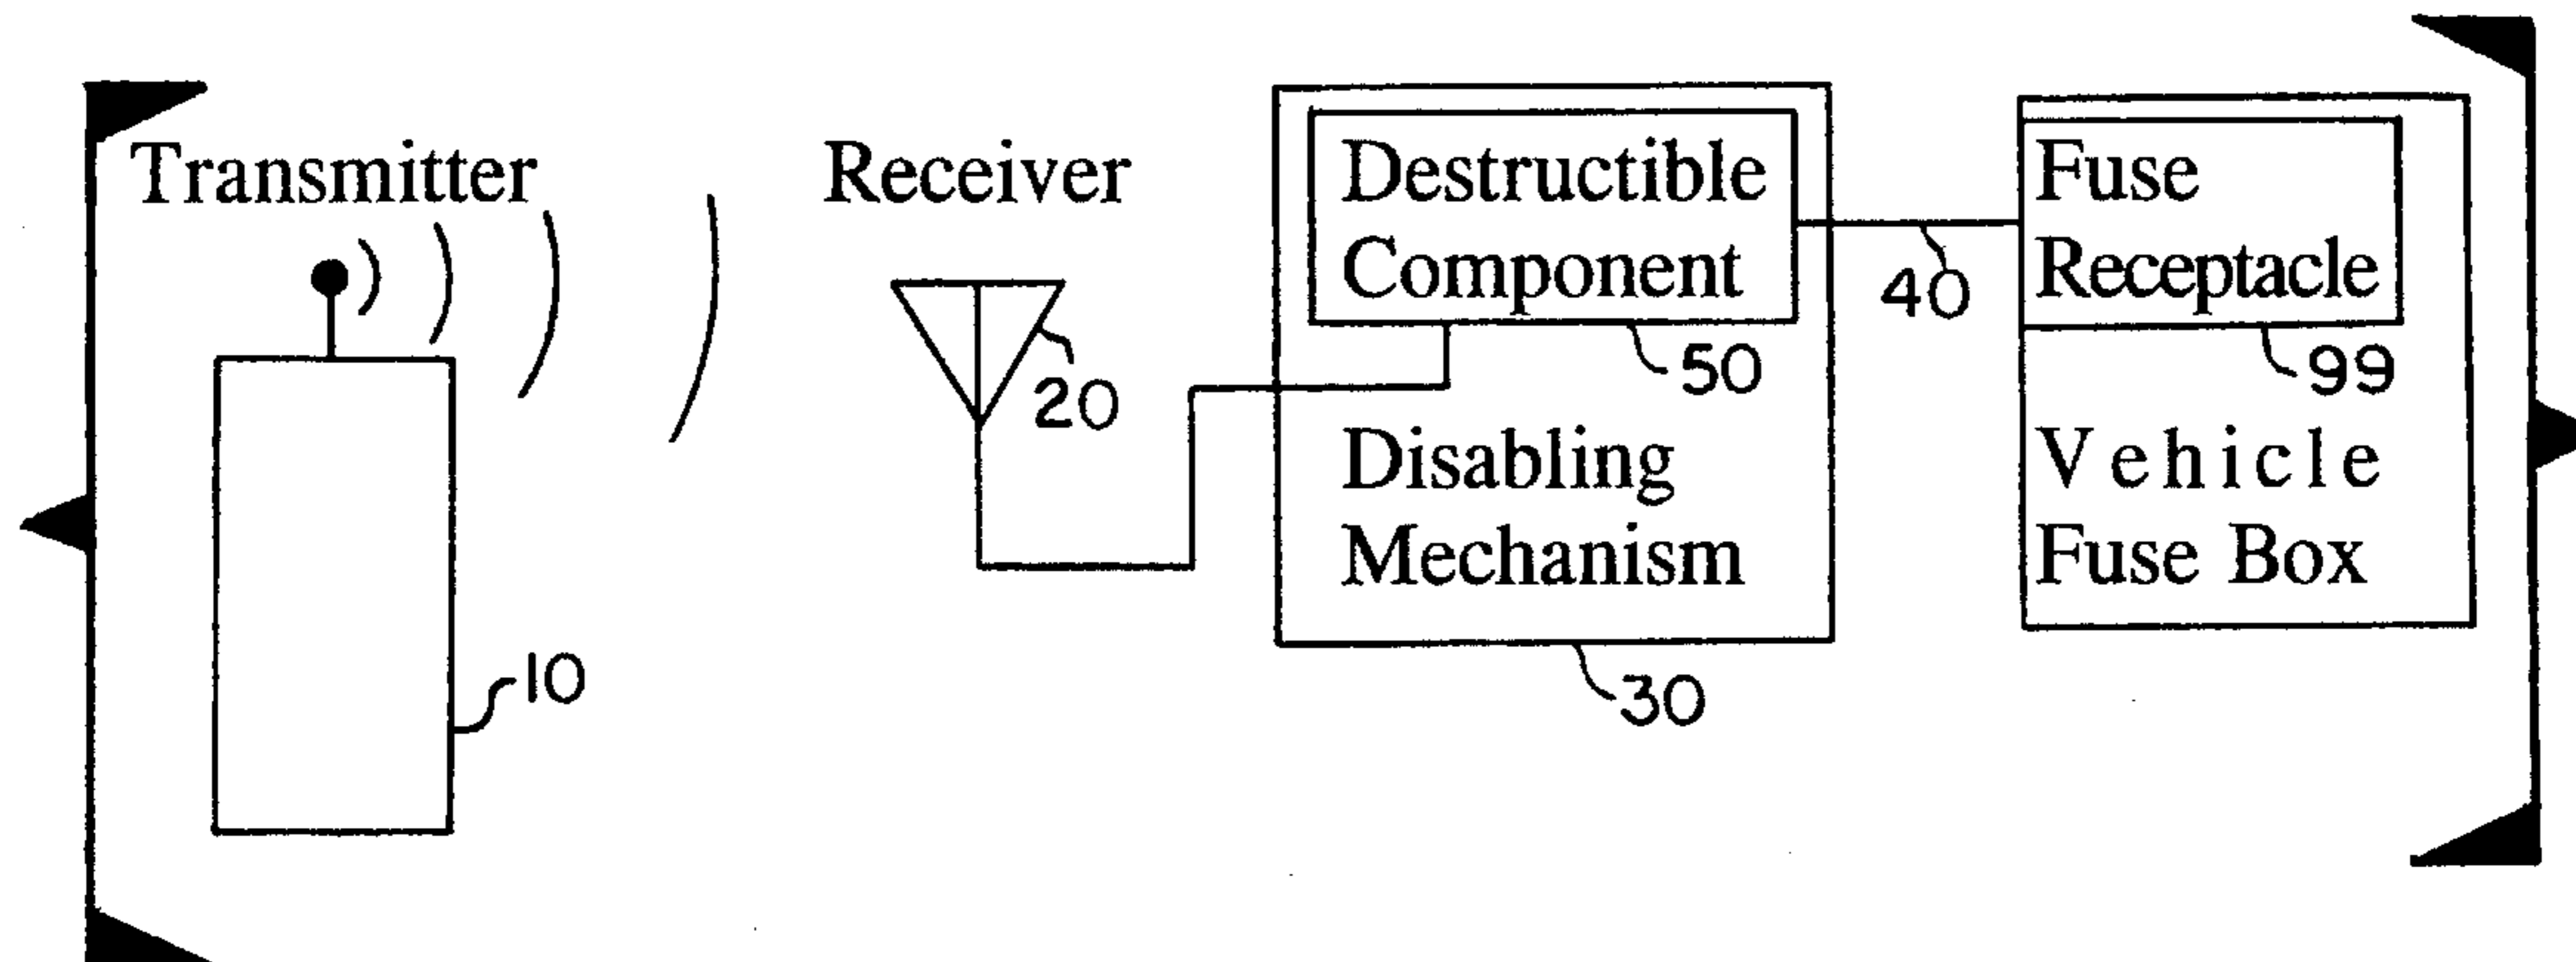 Transmitter
Receiver
Destructible
Component
Fuse
Receptacle
40
20
50
99
Disabling
Mechanism
Vehicle
Fuse Box
10
30